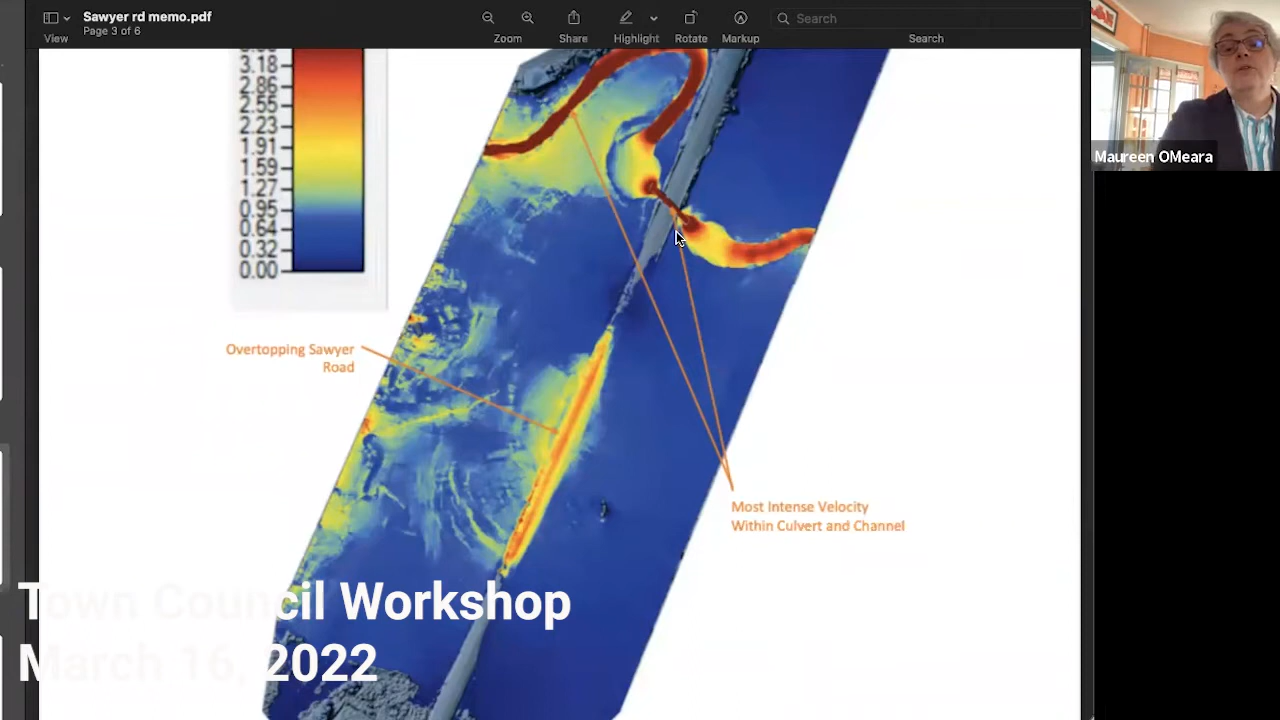 Sawyer rd memo.pdf
Page 3 of 6
View
Zoom
Share
Highlight
Rotate
Markup
Search
Search
Maureen OMeara
3.18
2.86
2.55
2.23
1.91
1.59
1.27
0.95
0.64
0.32
0.00
Overtopping Sawyer
Road
Most Intense Velocity
Within Culvert and Channel
Town Council Workshop
March 16, 2022